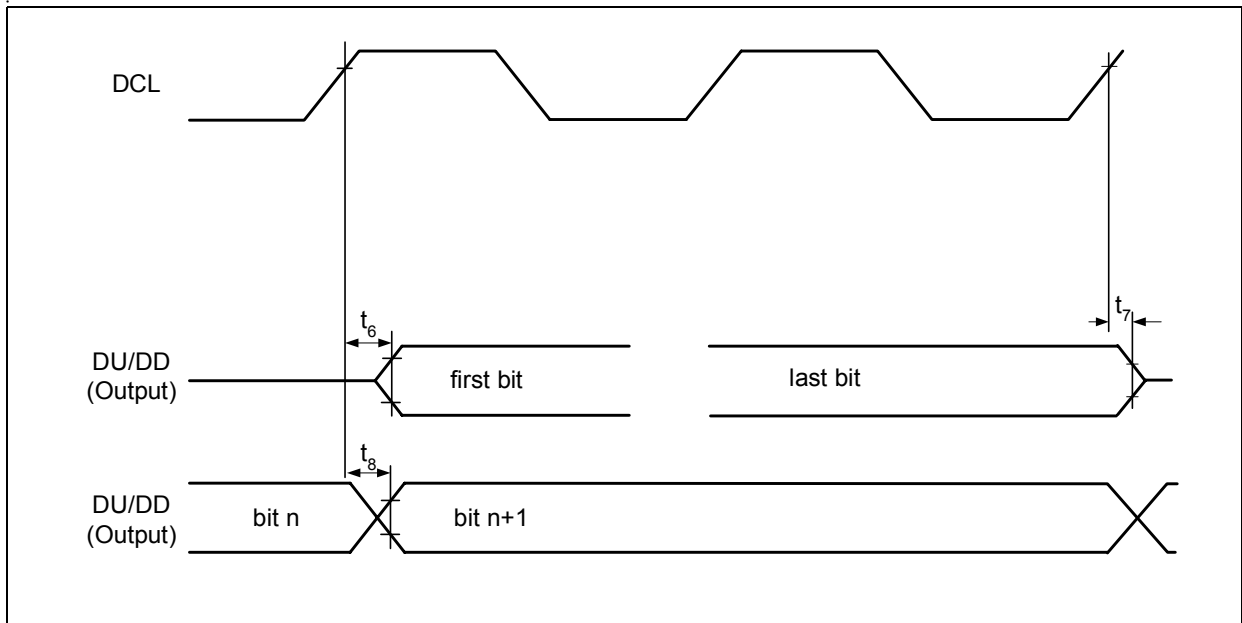 DCL
t6
t7
DU/DD
(Output)
first bit
last bit
t8
DU/DD
(Output)
bit n
bit n+1